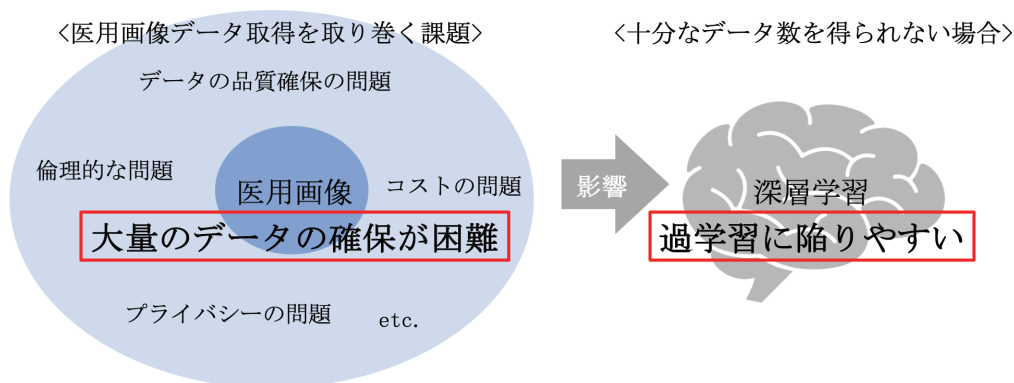 <医用画像データ取得を取り巻く課題>
データの品質確保の問題
倫理的な問題
医用画像
コストの問題
大量のデータの確保が困難
プライバシーの問題
etc.
影響
<十分なデータ数を得られない場合>
深層学習
過学習に陥りやすい